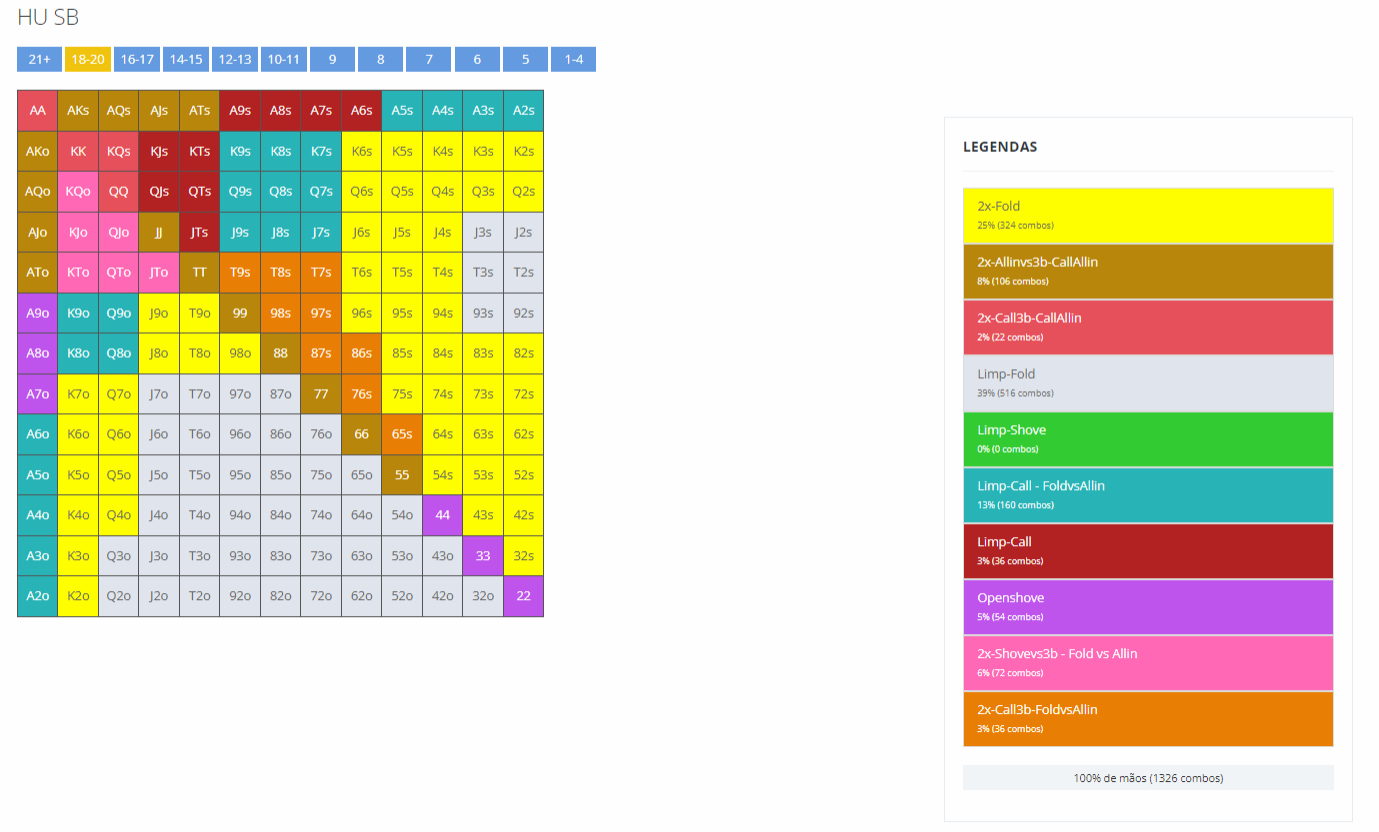 HU SB
21+ 18-20 16-17 14-15 12-13 10-11 9 8 7 6 5 1-4
AA AKs AQs AJs ATs A9s A8s A7s A6s A5s A4s A3s A2s
AKo KK KQs KJs KTs K9s K8s K7s K6s K5s K4s K3s K2s
AQo KQo QQ QJs QTs Q9s Q8s Q7s Q6s Q5s Q4s Q3s Q2s
AJo KJo QJo JJ JTs J9s J8s J7s J6s J5s J4s J3s J2s
ATo KTo QTo JTo TT T9s T8s T7s T6s T5s T4s T3s T2s
A9o K9o Q9o J9o T9o 99 98s 97s 96s 95s 94s 93s 92s
A8o K8o Q8o J8o T8o 98o 88 87s 86s 85s 84s 83s 82s
A7o K7o Q7o J7o T7o 97o 87o 77 76s 75s 74s 73s 72s
A6o K6o Q6o J6o T6o 96o 86o 76o 66 65s 64s 63s 62s
A5o K5o Q5o J5o T5o 95o 85o 75o 65o 55 54s 53s 52s
A4o K4o Q4o J4o T4o 94o 84o 74o 64o 54o 44 43s 42s
A3o K3o Q3o J3o T3o 93o 83o 73o 63o 53o 43o 33 32s
A2o K2o Q2o J2o T2o 92o 82o 72o 62o 52o 42o 32o 22
LEGENDAS
2x-Fold
25% (324 combos)
2x-Allinvs3b-CallAllin
8% (106 combos)
2x-Call3b-CallAllin
2% (22 combos)
Limp-Fold
39% (516 combos)
Limp-Shove
0% (0 combos)
Limp-Call - FoldvsAllin
13% (160 combos)
Limp-Call
3% (36 combos)
Openshove
5% (54 combos)
2x-Shovevs3b - Fold vs Allin
6% (72 combos)
2x-Call3b-FoldvsAllin
3% (36 combos)
100% de mãos (1326 combos)